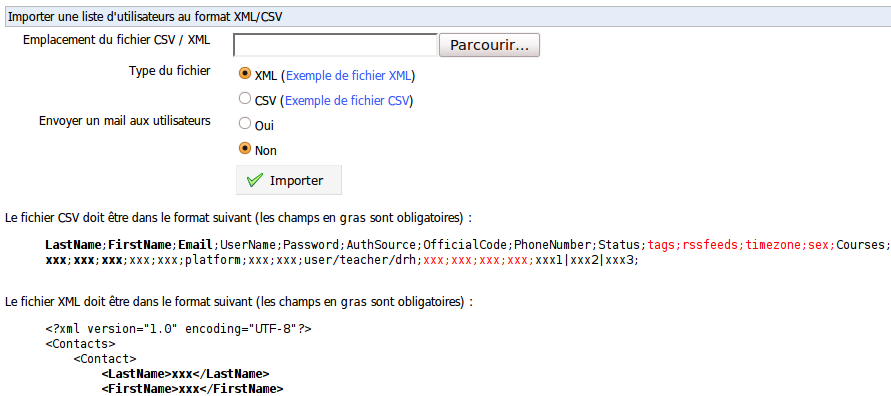 Importer une liste d'utilisateurs au format XML/CSV
Emplacement du fichier CSV / XML
Parcourir...
Type du fichier
XML (Exemple de fichier XML)
CSV (Exemple de fichier CSV)
Envoyer un mail aux utilisateurs
Oui
Non
Importer
Le fichier CSV doit être dans le format suivant (les champs en gras sont obligatoires) :
LastName;FirstName;Email;UserName;Password;AuthSource;OfficialCode;PhoneNumber;Status;tags;rssfeeds;timezone;sex;Courses;
xxx;xxx;xxx;xxx;xxx;platform;xxx;xxx;user/teacher/drh;xxx;xxx;xxx;xxx;xxx1|xxx2|xxx3;
Le fichier XML doit être dans le format suivant (les champs en gras sont obligatoires) :
<?xml version="1.0" encoding="UTF-8"?>
<Contacts>
<Contact>
<LastName>xxx</LastName>
<FirstName>xxx</FirstName>